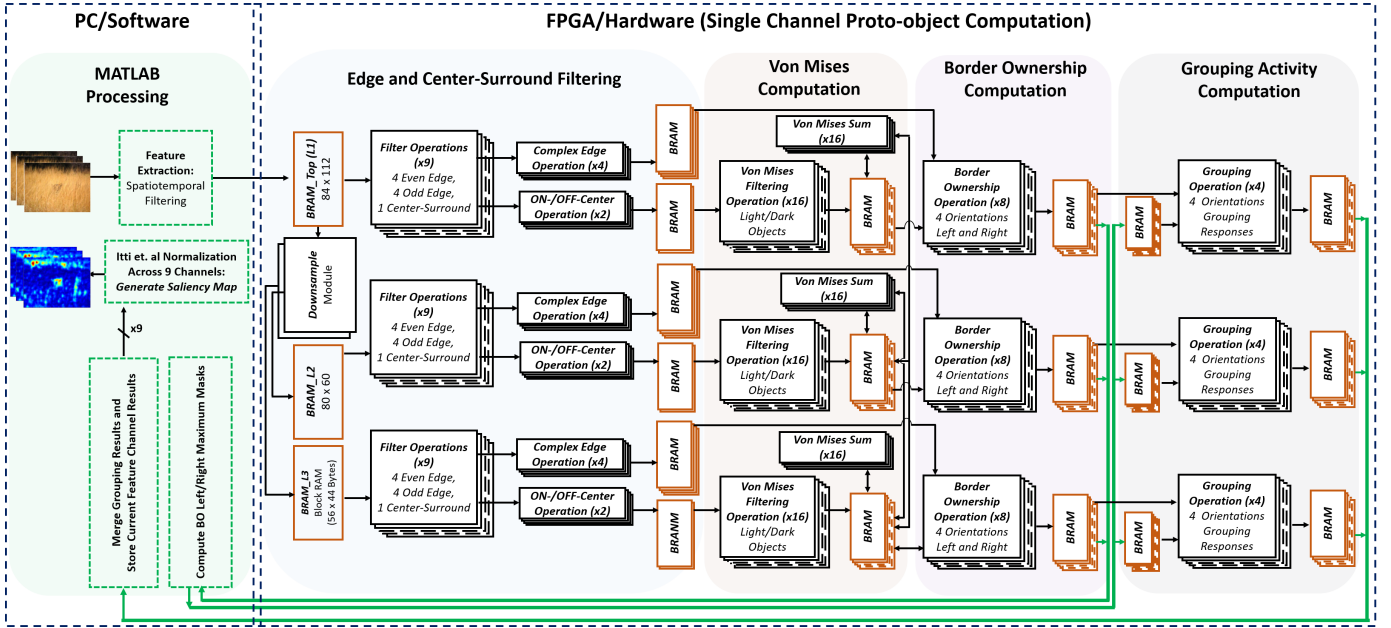 PC/Software
FPGA/Hardware (Single Channel Proto-object Computation)
MATLAB
Processing
Feature
Extraction:
Spatiotemporal
Filtering
Itti et. al Normalization
Across 9 Channels:
Generate Saliency Map
x9
Merge Grouping Results and
Store Current Feature Channel Results
Compute BO Left/Right Maximum Masks
Edge and Center-Surround Filtering
BRAM_Top (L1)
84 x 112
Downsample
Module
BRAM_L2
80 x 60
BRAM_L3
Block RAM
(56 x 44 Bytes)
Filter Operations
(x9)
4 Even Edge,
4 Odd Edge,
1 Center-Surround
Complex Edge
Operation (x4)
ON-/OFF-Center
Operation (x2)
BRAM
BRAM
Filter Operations
(x9)
4 Even Edge,
4 Odd Edge,
1 Center-Surround
Complex Edge
Operation (x4)
ON-/OFF-Center
Operation (x2)
BRAM
BRAM
Filter Operations
(x9)
4 Even Edge,
4 Odd Edge,
1 Center-Surround
Complex Edge
Operation (x4)
ON-/OFF-Center
Operation (x2)
BRAM
BRANM
Von Mises
Computation
Von Mises Sum
(x16)
Von Mises
Filtering
Operation (x16)
Light/Dark
Objects
BRAM
Von Mises Sum
(x16)
Von Mises
Filtering
Operation (x16)
Light/Dark
Objects
BRAM
Von Mises Sum
(x16)
Von Mises
Filtering
Operation (x16)
Light/Dark
Objects
BRAM
Border Ownership
Computation
Border
Ownership
Operation (x8)
4 Orientations
Left and Right
BRAM
Border
Ownership
Operation (x8)
4 Orientations
Left and Right
BRAM
Border
Ownership
Operation (x8)
4 Orientations
Left and Right
BRAM
Grouping Activity
Computation
BRAM
Grouping
Operation (x4)
4 Orientations
Grouping
Responses
BRAM
BRAM
Grouping
Operation (x4)
4 Orientations
Grouping
Responses
BRAM
BRAM
Grouping
Operation (x4)
4 Orientations
Grouping
Responses
BRAM